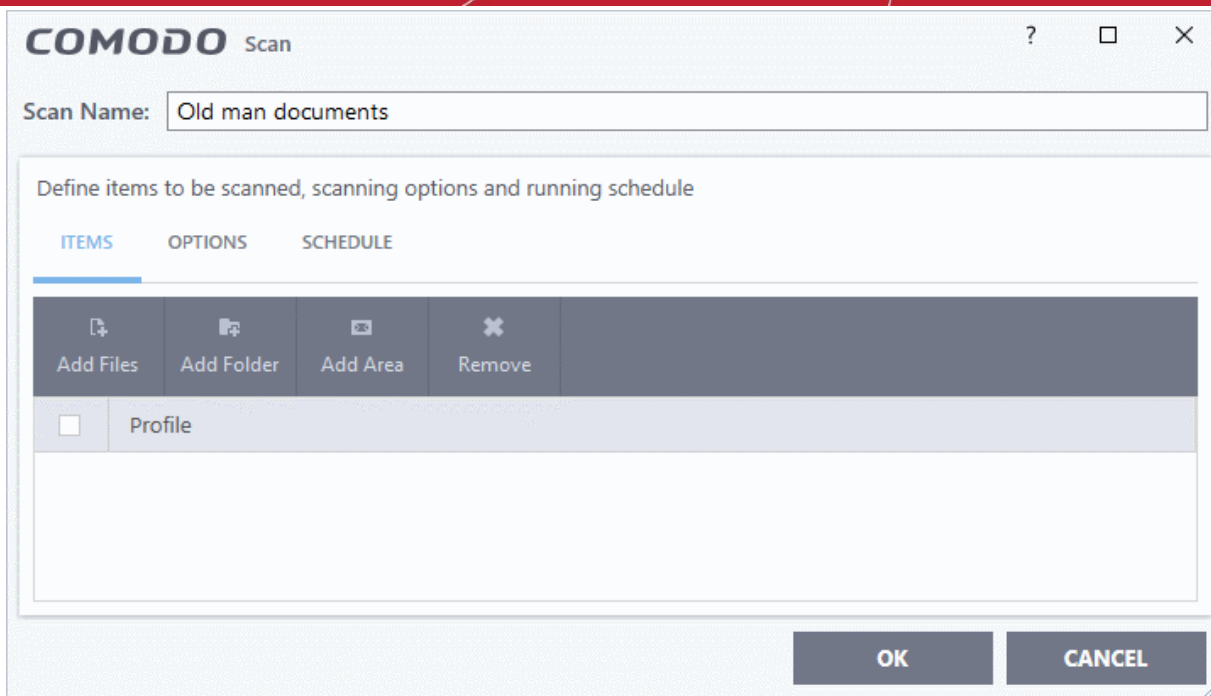 COMODO Scan ?
Scan Name: Old man documents
Define items to be scanned, scanning options and running schedule
ITEMS OPTIONS SCHEDULE
Add Files Add Folder Add Area Remove
Profile
OK CANCEL